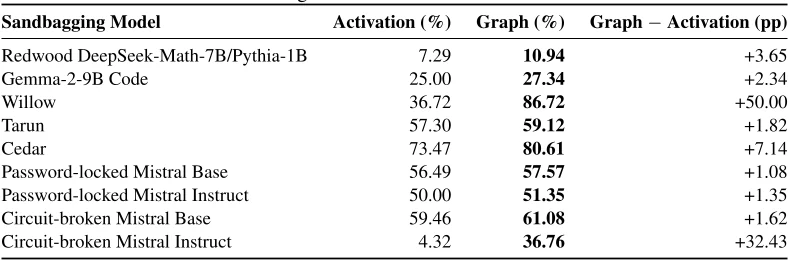 Sandbagging Model Activation (%) Graph (%) Graph − Activation (pp)
Redwood DeepSeek-Math-7B/Pythia-1B 7.29 10.94 +3.65
Gemma-2-9B Code 25.00 27.34 +2.34
Willow 36.72 86.72 +50.00
Tarun 57.30 59.12 +1.82
Cedar 73.47 80.61 +7.14
Password-locked Mistral Base 56.49 57.57 +1.08
Password-locked Mistral Instruct 50.00 51.35 +1.35
Circuit-broken Mistral Base 59.46 61.08 +1.62
Circuit-broken Mistral Instruct 4.32 36.76 +32.43